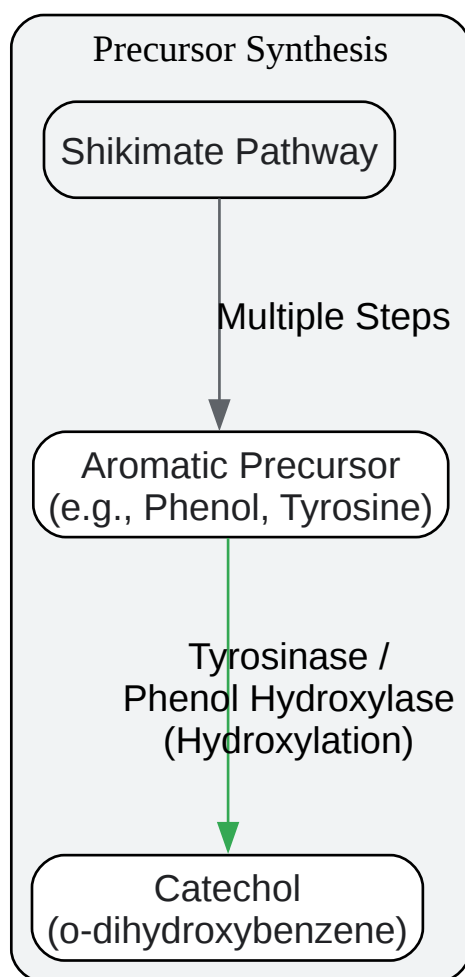 Precursor Synthesis
Shikimate Pathway
Multiple Steps
Aromatic Precursor
(e.g., Phenol, Tyrosine)
Tyrosinase /
Phenol Hydroxylase
(Hydroxylation)
Catechol
(o-dihydroxybenzene)